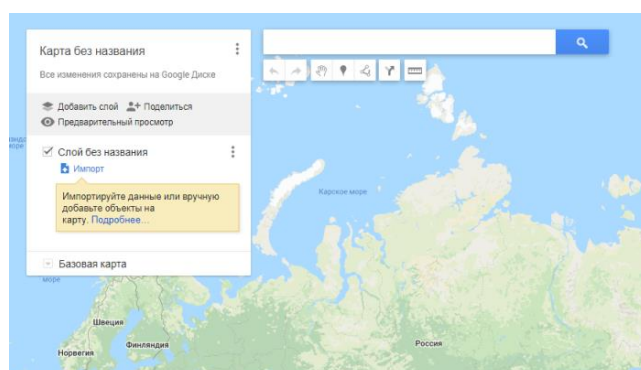 Карта без названия
Все изменения сохранены на Google Диске
Добавить слой Поделиться
Предварительный просмотр
Слой без названия
Импорт
Импортируйте данные или вручную
добавьте объекты на
карту. Подробнее...
Базовая карта
Карское море
море
Швеция
Финляндия
Норвегия
Россия